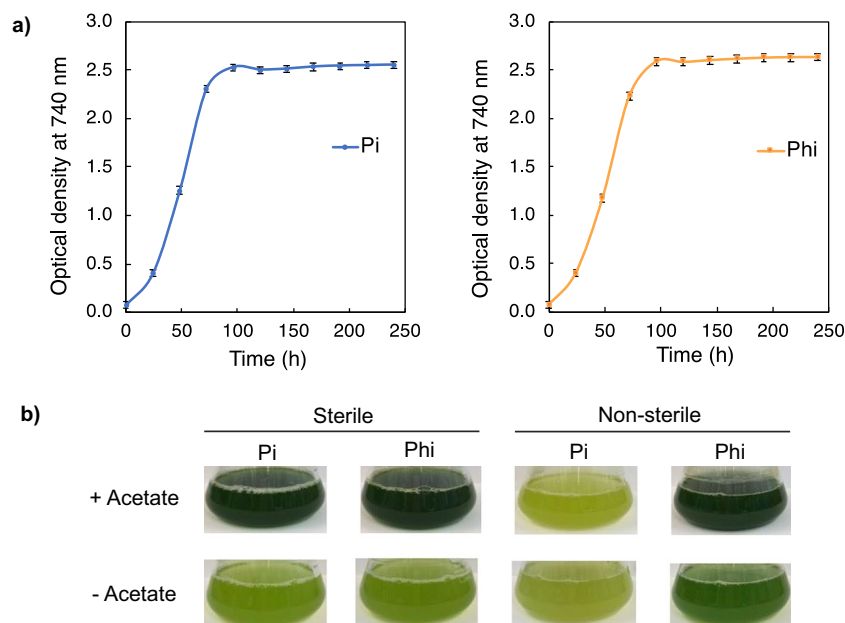 a)
3.0
2.5
2.0
1.5
1.0
0.5
0.0
Optical density at 740 nm
Pi
0 50 100 150 200 250
Time (h)
3.0
2.5
2.0
1.5
1.0
0.5
0.0
Optical density at 740 nm
Phi
0 50 100 150 200 250
Time (h)
b)
Sterile Non-sterile
Pi Phi Pi Phi
+ Acetate
- Acetate